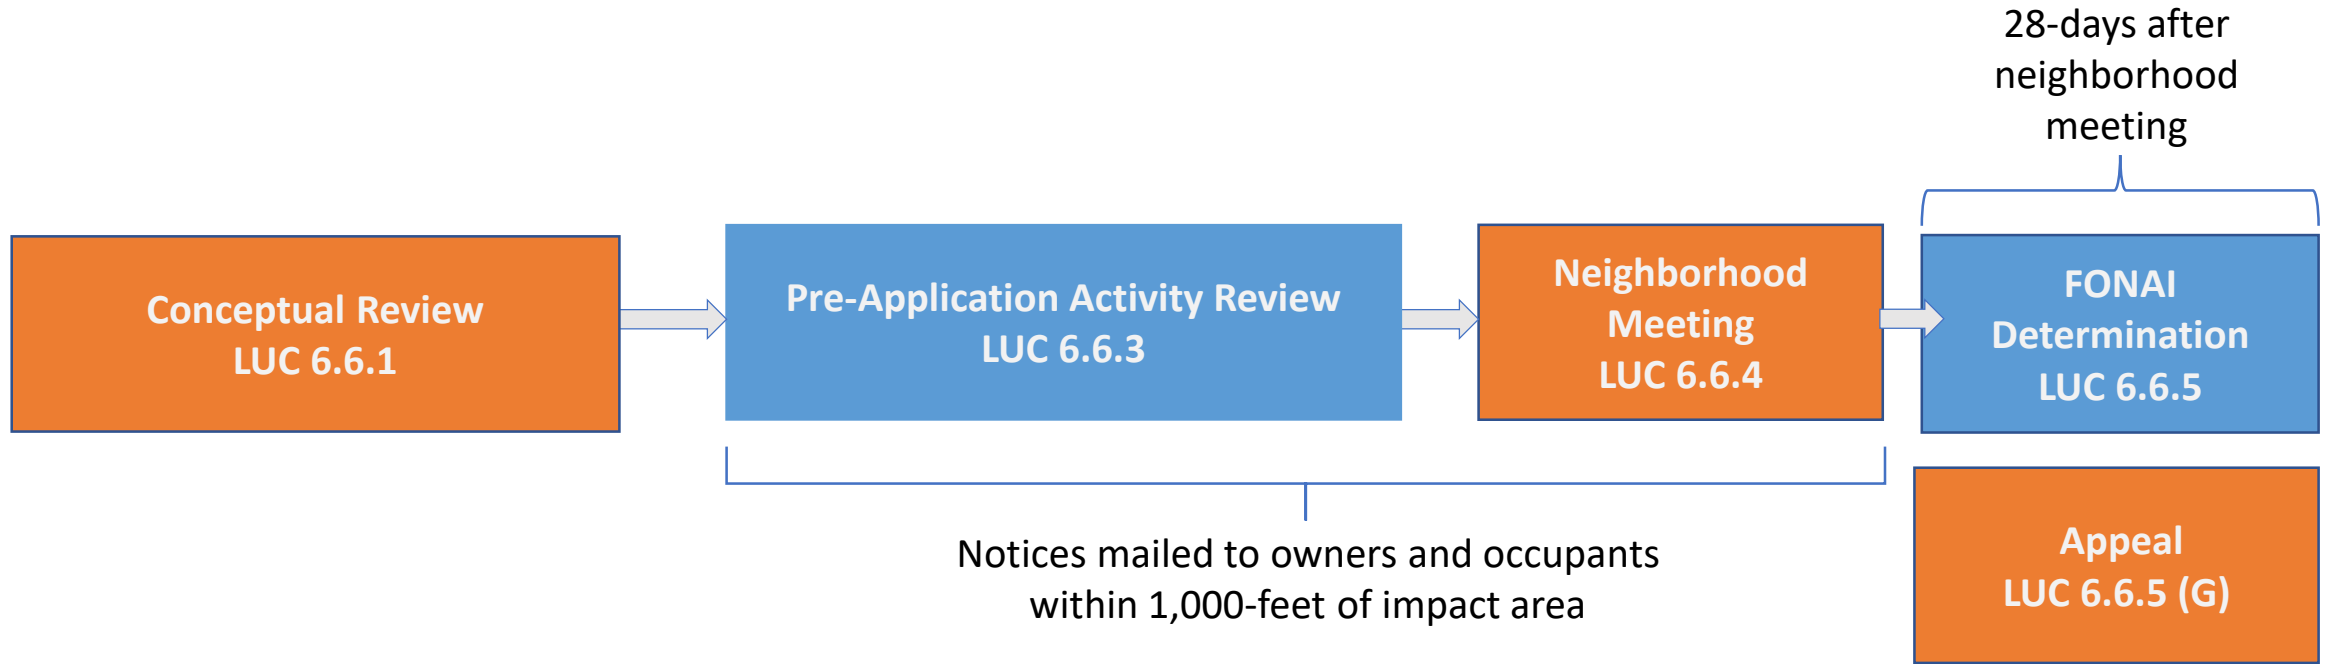 28-days after
neighborhood
meeting
Conceptual Review
LUC 6.6.1
Pre-Application Activity Review
LUC 6.6.3
Neighborhood
Meeting
LUC 6.6.4
FONAI
Determination
LUC 6.6.5
Notices mailed to owners and occupants
within 1,000-feet of impact area
Appeal
LUC 6.6.5 (G)